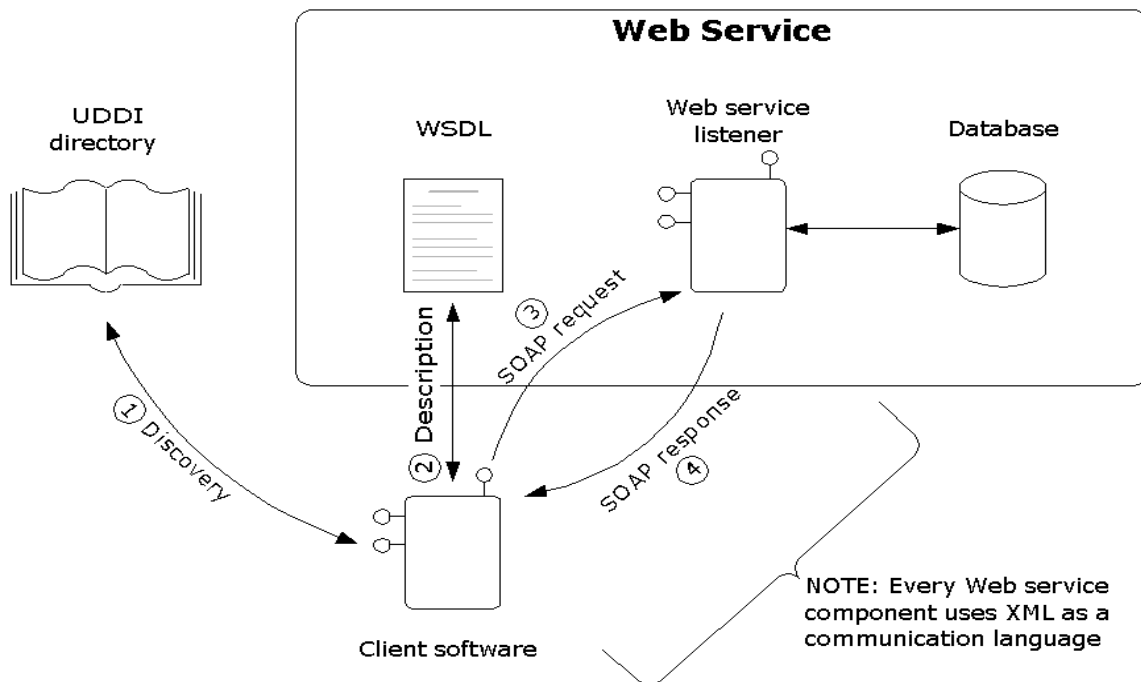 Web Service
UDDI
directory
WSDL
Web service
listener
Database
1 Discovery
2 Description
3 SOAP request
SOAP response
4
Client software
NOTE: Every Web service
component uses XML as a
communication language